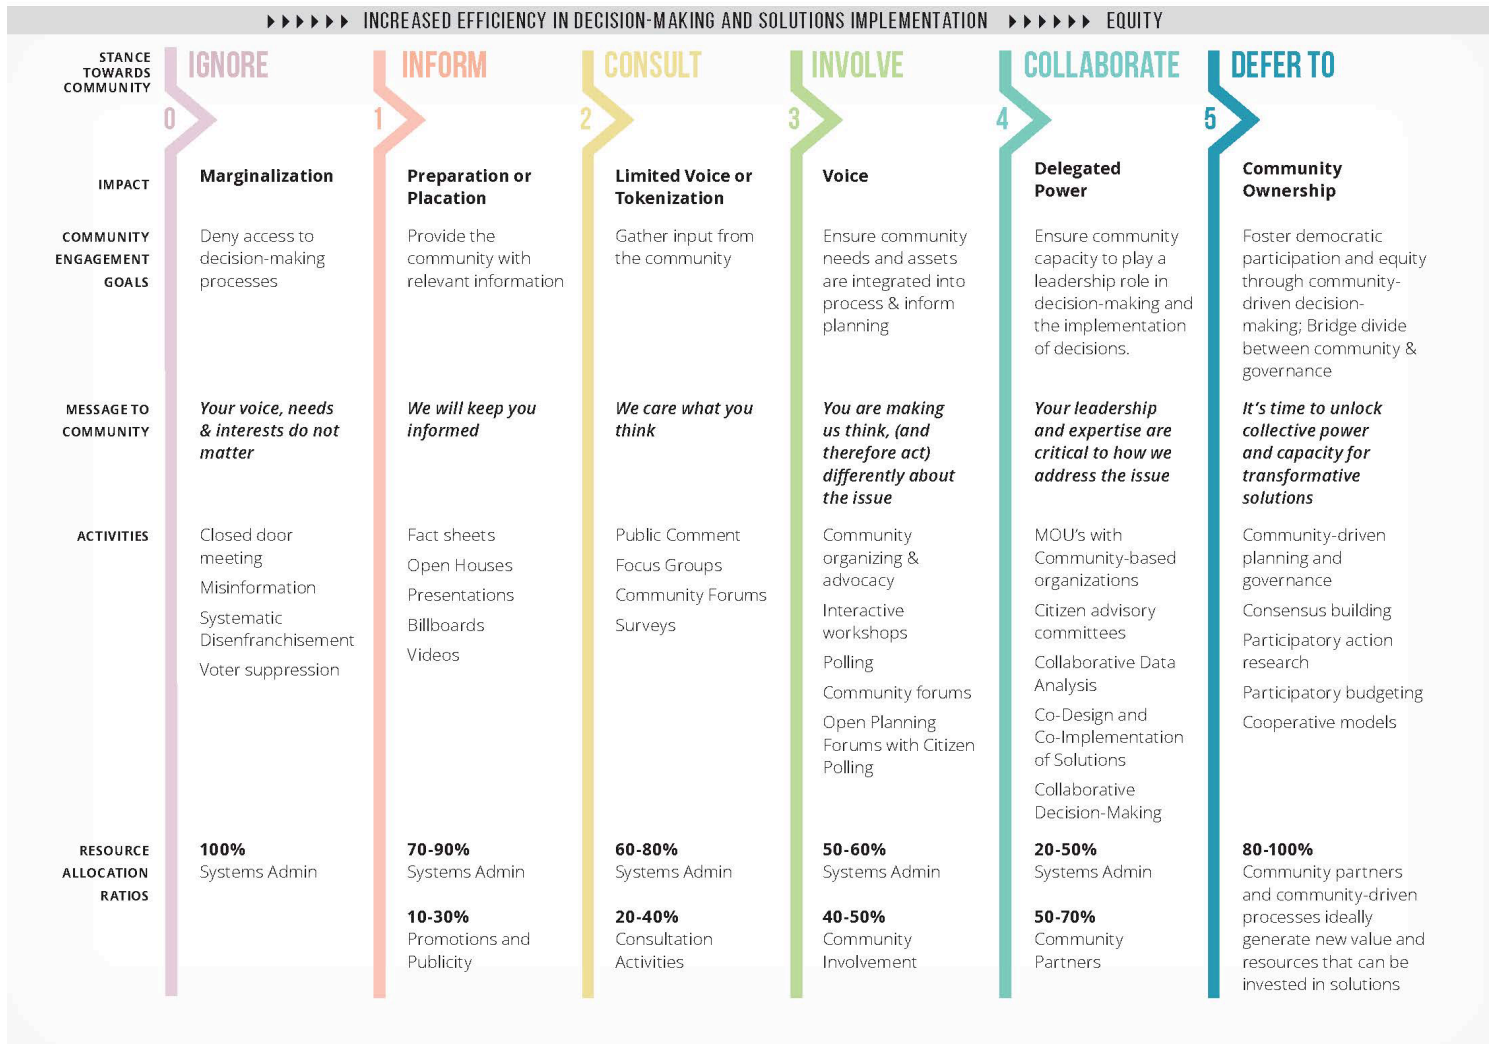 INCREASED EFFICIENCY IN DECISION-MAKING AND SOLUTIONS IMPLEMENTATION EQUITY
STANCE
TOWARDS
COMMUNITY
IGNORE
INFORM
CONSULT
INVOLVE
COLLABORATE
DEFER TO
0
1
2
3
4
5
IMPACT
Marginalization
Preparation or
Placation
Limited Voice or
Tokenization
Voice
Delegated
Power
Community
Ownership
COMMUNITY
ENGAGEMENT
GOALS
Deny access to
decision-making
processes
Provide the
community with
relevant information
Gather input from
the community
Ensure community
needs and assets
are integrated into
process & inform
planning
Ensure community
capacity to play a
leadership role in
decision-making and
the implementation
of decisions.
Foster democratic
participation and equity
through community-
driven decision-
making; Bridge divide
between community &
governance
MESSAGE TO
COMMUNITY
Your voice, needs
& interests do not
matter
We will keep you
informed
We care what you
think
You are making
us think, (and
therefore act)
differently about
the issue
Your leadership
and expertise are
critical to how we
address the issue
It's time to unlock
collective power
and capacity for
transformative
solutions
ACTIVITIES
Closed door
meeting
Misinformation
Systematic
Disenfranchisement
Voter suppression
Fact sheets
Open Houses
Presentations
Billboards
Videos
Public Comment
Focus Groups
Community Forums
Surveys
Community
organizing &
advocacy
Interactive
workshops
Polling
Community forums
Open Planning
Forums with Citizen
Polling
MOU's with
Community-based
organizations
Citizen advisory
committees
Collaborative Data
Analysis
Co-Design and
Co-Implementation
of Solutions
Collaborative
Decision-Making
Community-driven
planning and
governance
Consensus building
Participatory action
research
Participatory budgeting
Cooperative models
RESOURCE
ALLOCATION
RATIOS
100%
Systems Admin
70-90%
Systems Admin
10-30%
Promotions and
Publicity
60-80%
Systems Admin
20-40%
Consultation
Activities
50-60%
Systems Admin
40-50%
Community
Involvement
20-50%
Systems Admin
50-70%
Community
Partners
80-100%
Community partners
and community-driven
processes ideally
generate new value and
resources that can be
invested in solutions